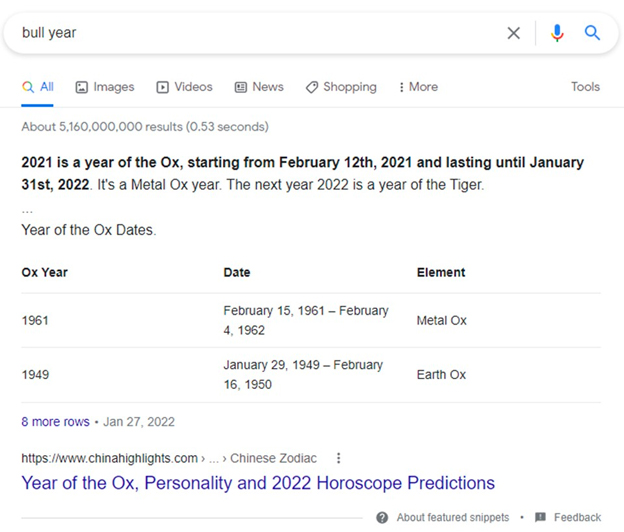 bull year
All Images Videos News Shopping More Tools
About 5,160,000,000 results (0.53 seconds)
2021 is a year of the Ox, starting from February 12th, 2021 and lasting until January
31st, 2022. It's a Metal Ox year. The next year 2022 is a year of the Tiger.
...
Year of the Ox Dates.
Ox Year Date Element
1961 February 15, 1961 – February 4, 1962 Metal Ox
1949 January 29, 1949 – February 16, 1950 Earth Ox
8 more rows • Jan 27, 2022
https://www.chinahighlights.com › ... › Chinese Zodiac
Year of the Ox, Personality and 2022 Horoscope Predictions
About featured snippets • Feedback